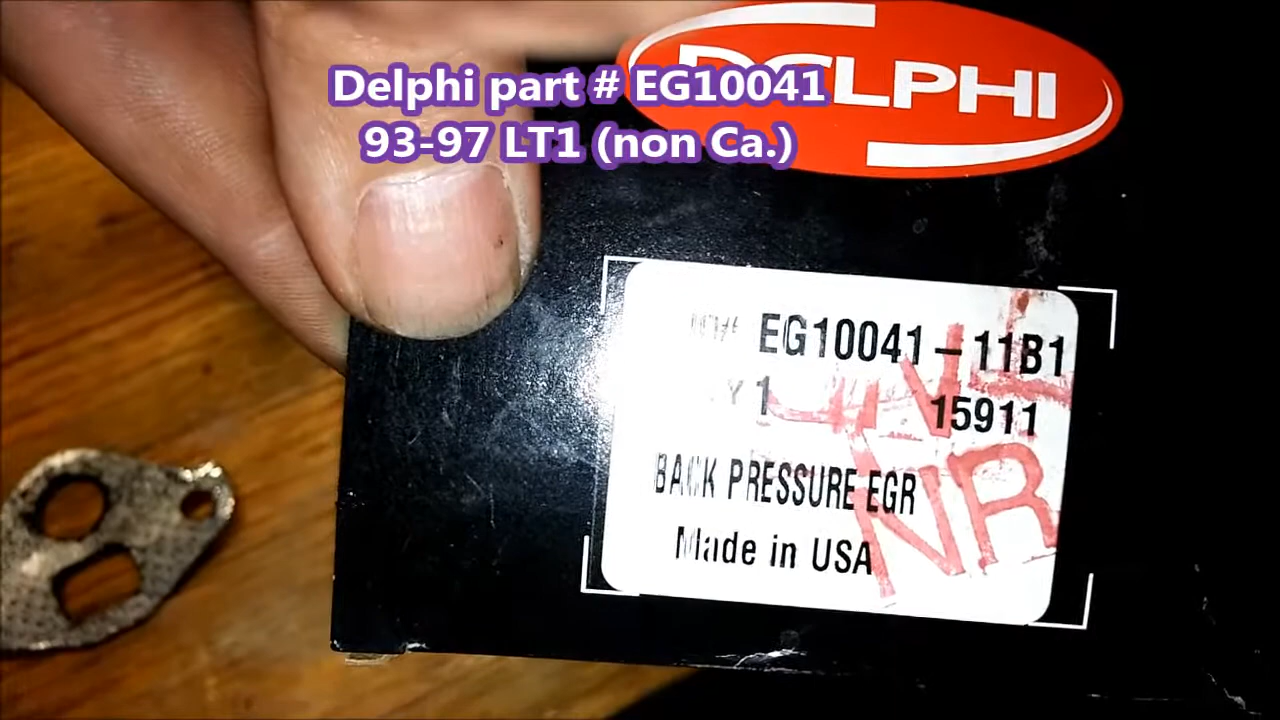 DELPHI
Delphi part # EG10041
93-97 LT1 (non Ca.)
EG10041-11B1
1 15911
BACK PRESSURE EGR
NR
Made in USA